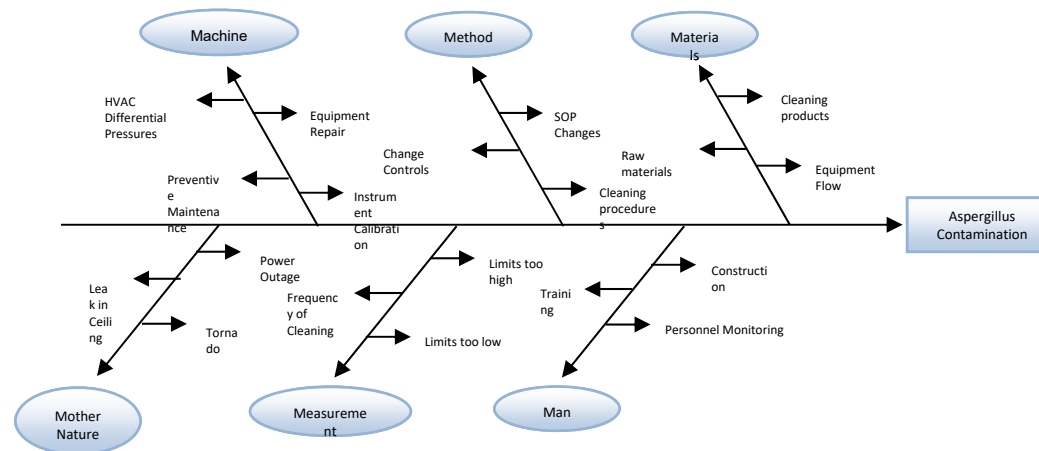 Machine
Method
Materia
ls
HVAC
Differential
Pressures
Equipment
Repair
Preventiv
e
Maintena
nce
Instrum
ent
Calibrati
on
SOP
Changes
Change
Controls
Cleaning
procedure
s
Cleaning
products
Raw
materials
Equipment
Flow
Aspergillus
Contamination
Power
Outage
Lea
k in
Ceilin
g
Torna
do
Limits too
high
Frequenc
y of
Cleaning
Limits too low
Constructi
on
Traini
ng
Personnel Monitoring
Mother
Nature
Measureme
nt
Man